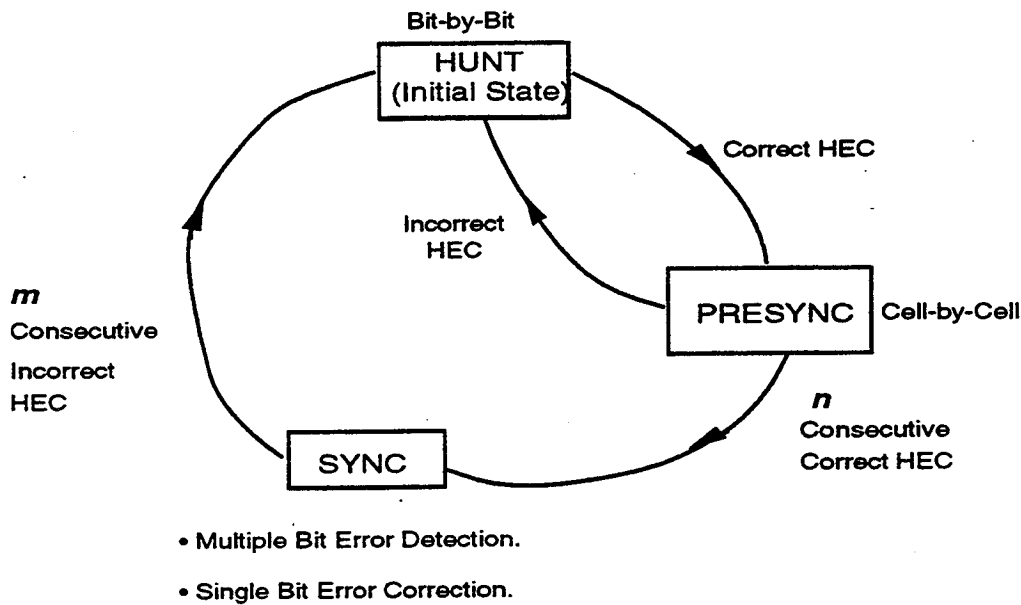 Bit-by-Bit
HUNT
(Initial State)
Correct HEC
Incorrect
HEC
PRESYNC
Cell-by-Cell
m
Consecutive
Incorrect
HEC
n
Consecutive
Correct HEC
SYNC
• Multiple Bit Error Detection.
• Single Bit Error Correction.